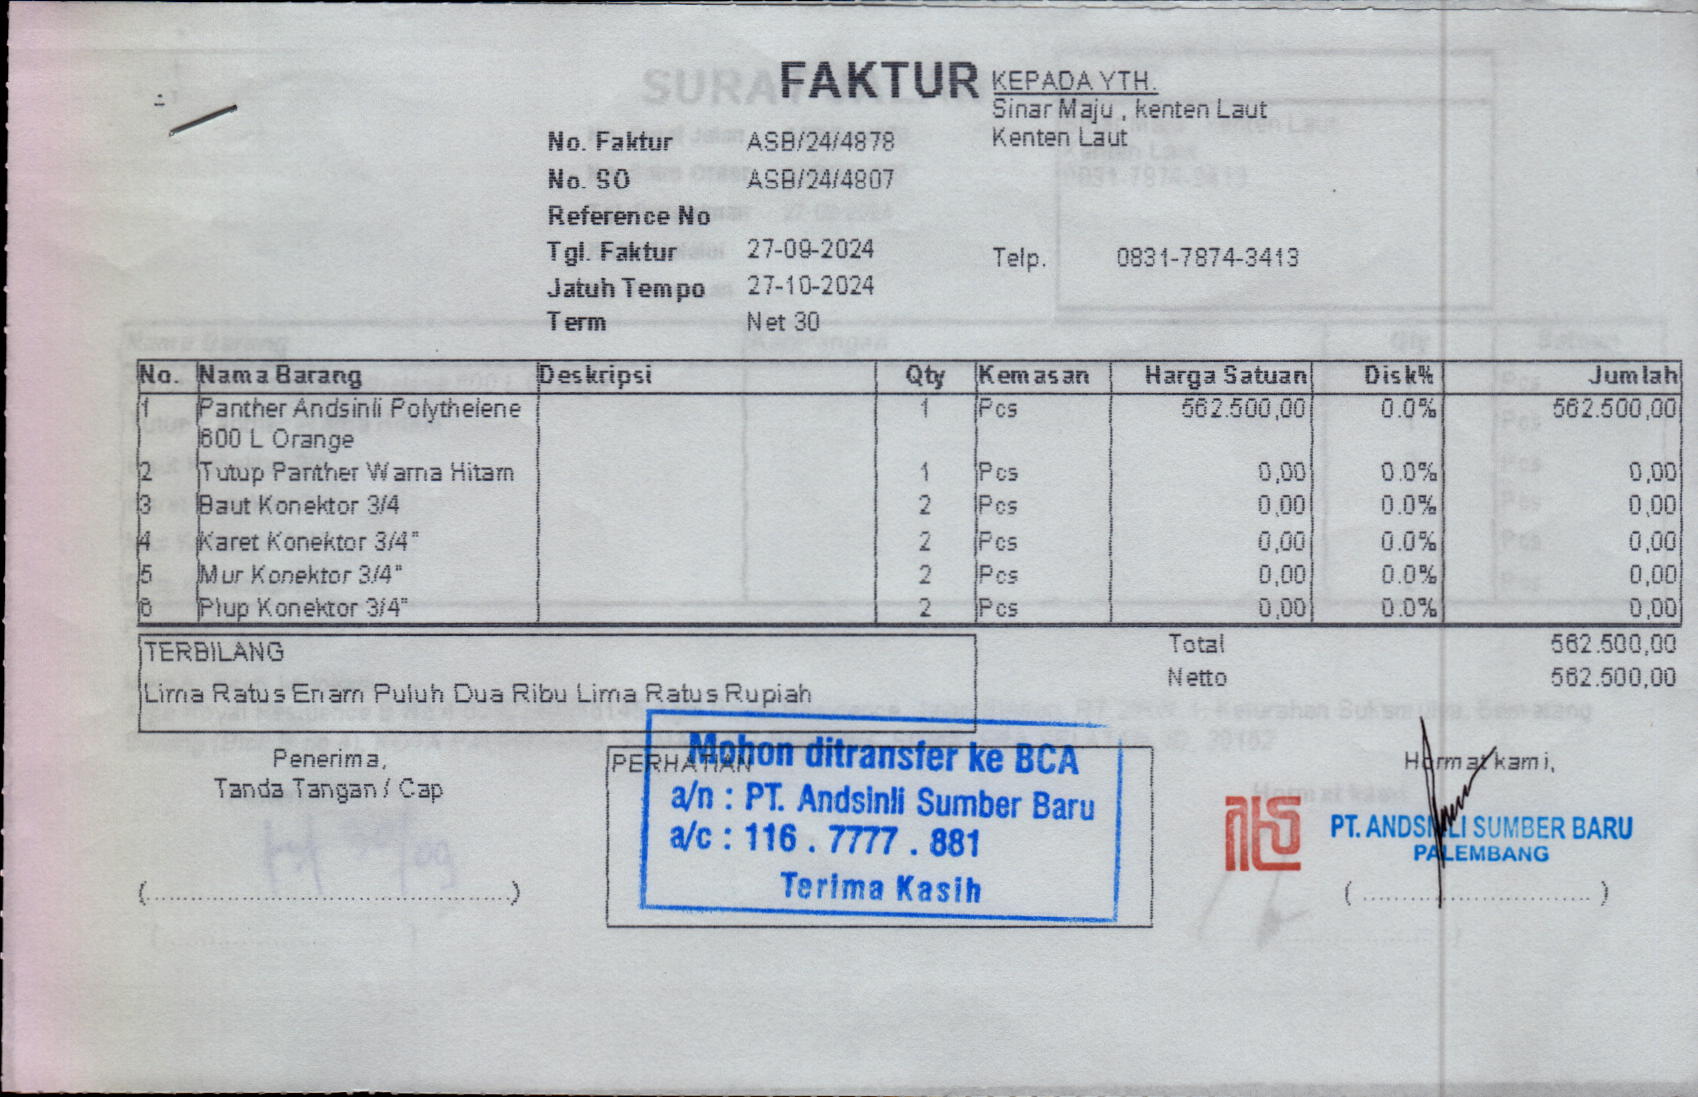 FAKTUR
KEPADA YTH.
Sinar Maju , kenten Laut
Kenten Laut
No. Faktur ASB/24/4878
No. SO ASB/24/4807
Reference No
Tgl. Faktur 27-09-2024
Telp. 0831-7874-3413
Jatuh Tempo 27-10-2024
Term Net 30
No. Nama Barang Deskripsi Qty Kemasan Harga Satuan Disk% Jumlah
1 Panther Andsinli Polythelene 1 Pcs 562.500,00 0.0% 562.500,00
600 L Orange
2 Tutup Panther Warna Hitam 1 Pcs 0,00 0.0% 0,00
3 Baut Konektor 3/4 2 Pcs 0,00 0.0% 0,00
4 Karet Konektor 3/4" 2 Pcs 0,00 0.0% 0,00
5 Mur Konektor 3/4" 2 Pcs 0,00 0.0% 0,00
6 Plup Konektor 3/4" 2 Pcs 0,00 0.0% 0,00
Total 562.500,00
Netto 562.500,00
TERBILANG
Lima Ratus Enam Puluh Dua Ribu Lima Ratus Rupiah
Penerima,
Tanda Tangan / Cap
(..............................................)
PERHATIAN
Mohon ditransfer ke BCA
a/n : PT. Andsinli Sumber Baru
a/c : 116 . 7777 . 881
Terima Kasih
Hormat kami,
PT. ANDSINLI SUMBER BARU
PALEMBANG
( ............................. )